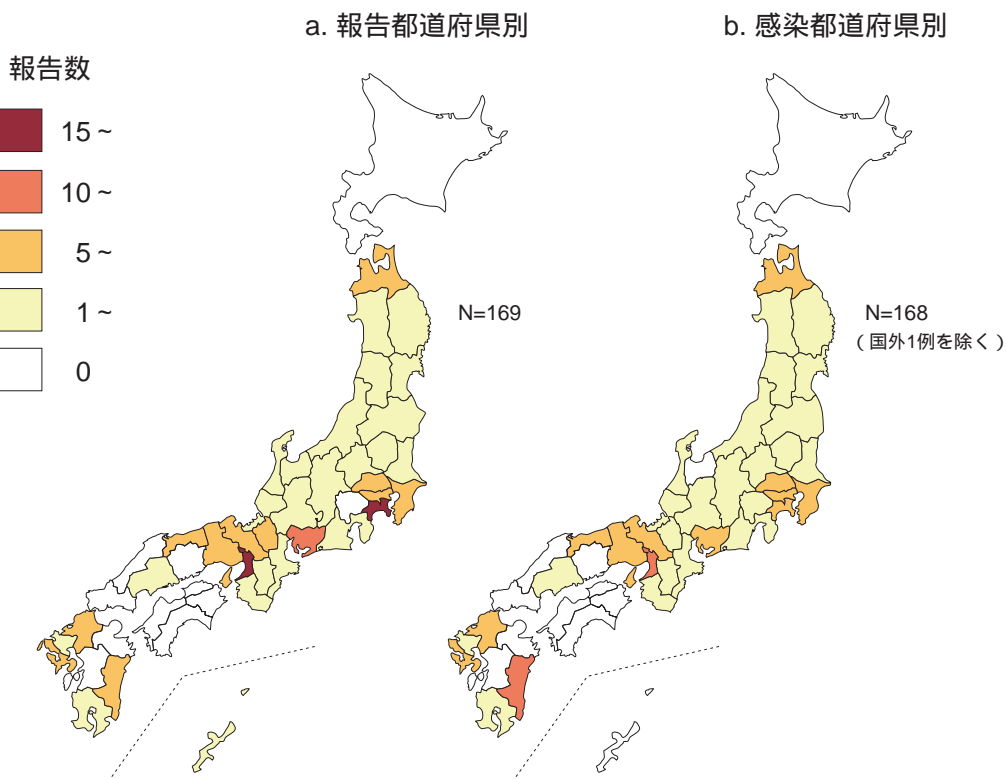 a. 報告都道府県別
b. 感染都道府県別
報告数
15 ~
10 ~
5 ~
1 ~
0
N=169
N=168
(国外1例を除く)